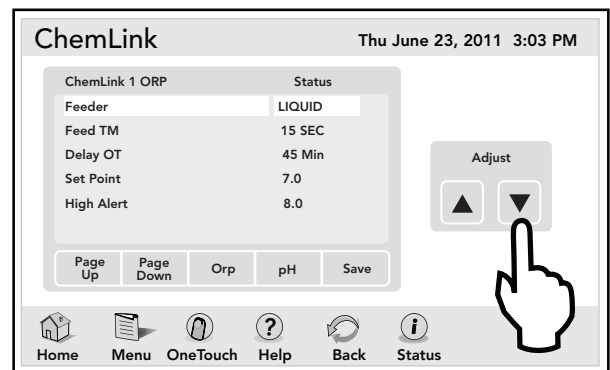 ChemLink Thu June 23, 2011 3:03 PM
ChemLink 1 ORP Status
Feeder LIQUID
Feed TM 15 SEC
Delay OT 45 Min
Set Point 7.0
High Alert 8.0
Adjust
Page Up Page Down Orp pH Save
Home Menu OneTouch Help Back Status